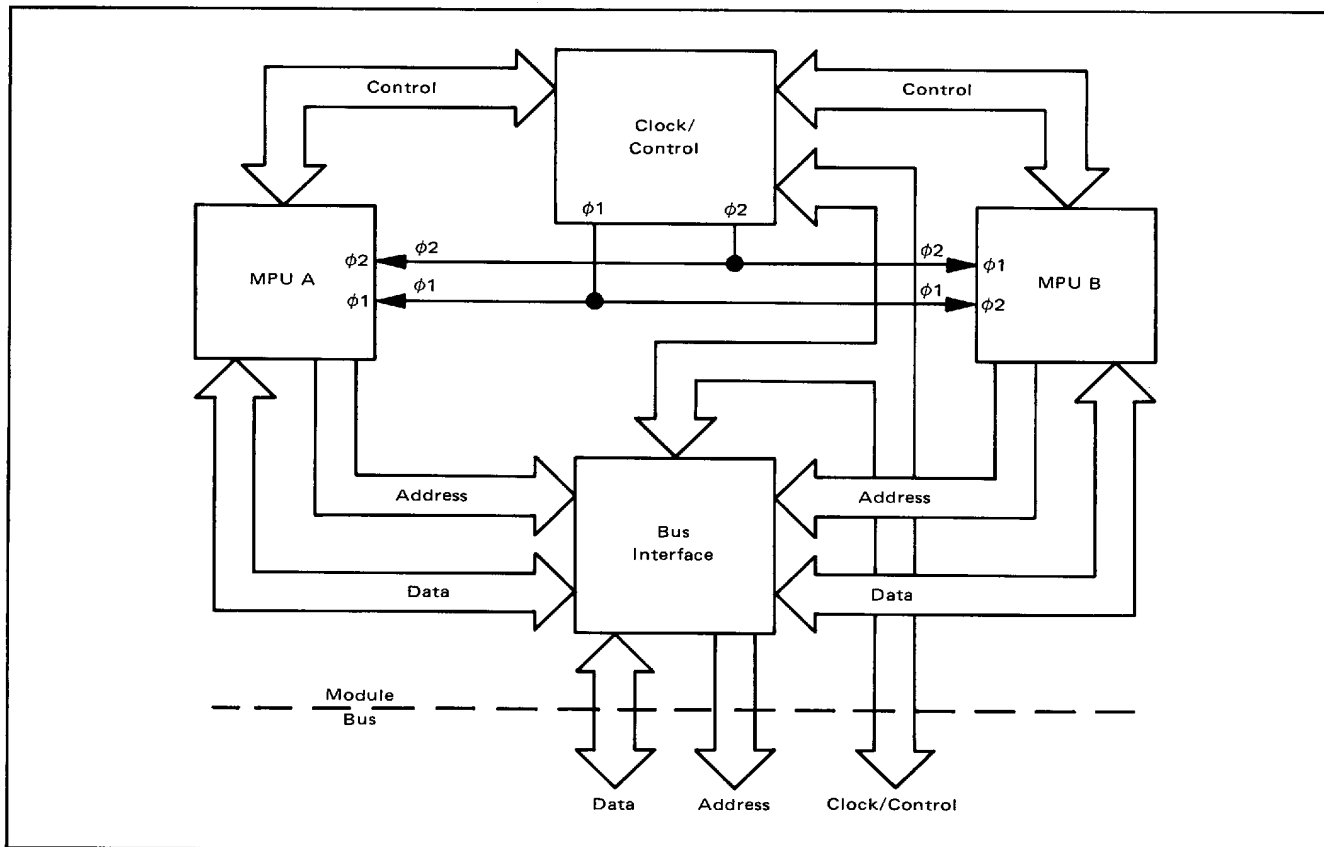 Control
Control
Clock/
Control
φ1
φ2
MPU A
φ2
φ2
φ1
φ1
φ2
φ1
φ1
φ2
MPU B
Address
Address
Bus
Interface
Data
Data
Module
Bus
Data
Address
Clock/Control